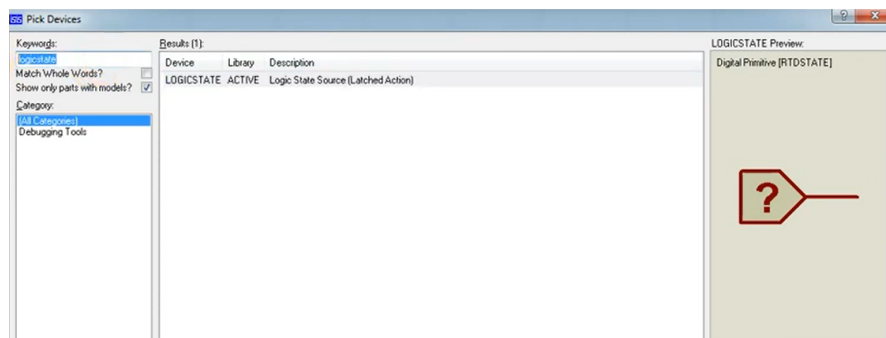 ISIS Pick Devices
Keywords:
logicstate
Match Whole Words?
Show only parts with models?
Category:
(All Categories)
Debugging Tools
Results (1):
Device Library Description
LOGICSTATE ACTIVE Logic State Source (Latched Action)
LOGICSTATE Preview:
Digital Primitive [RTDSTATE]
?